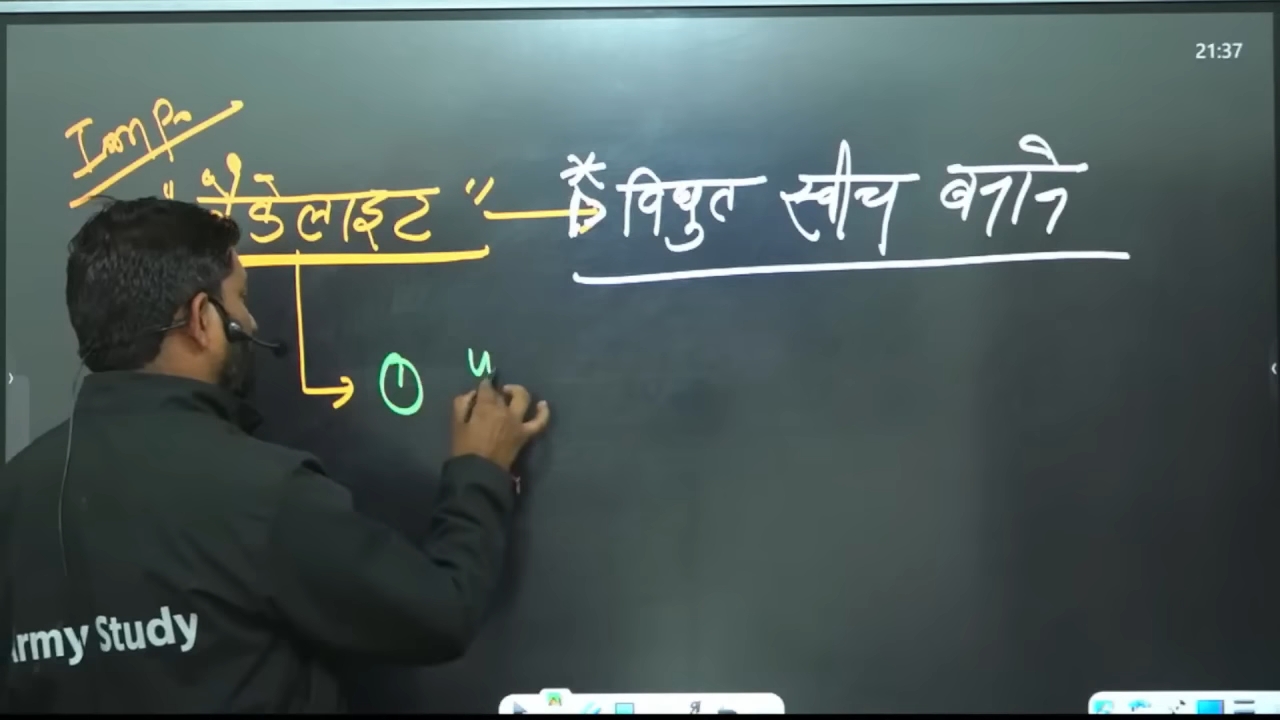 21:37
Imp
"बैकेलाइट" → * विधुत स्वीच बनाने
① प
Army Study